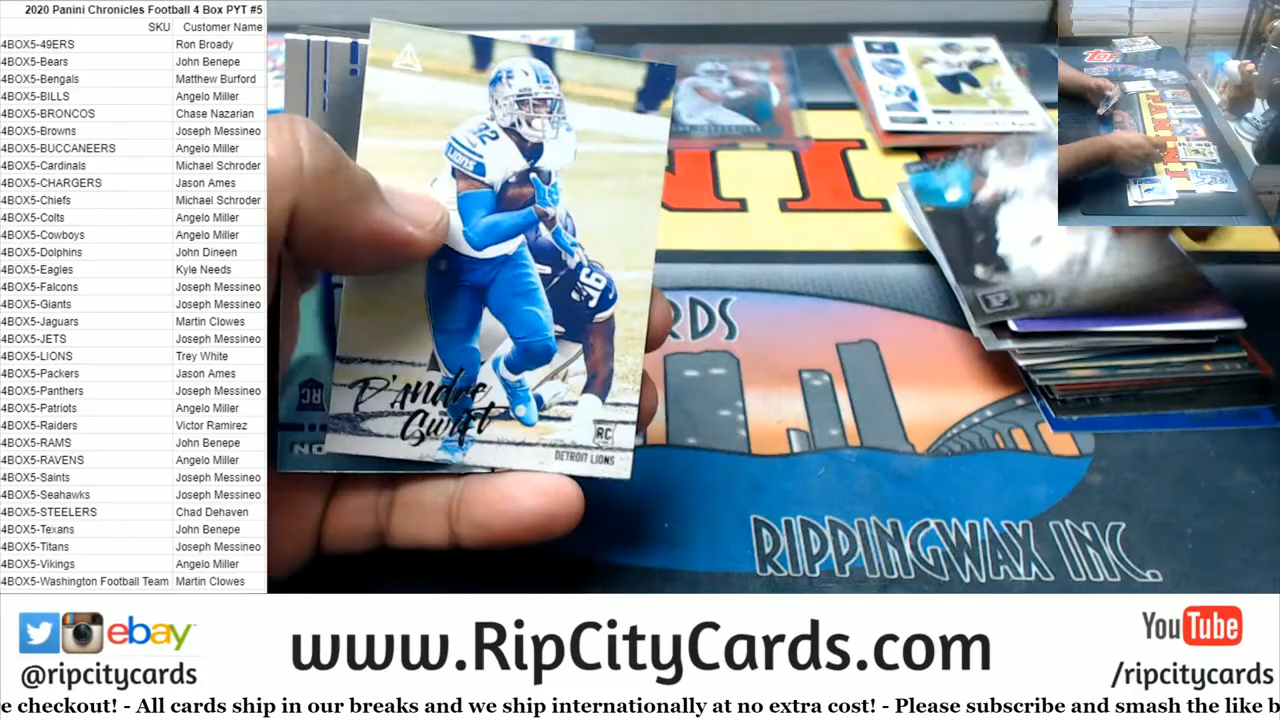 2020 Panini Chronicles Football 4 Box PYT #5
SKU Customer Name
4BOX5-49ERS Ron Broady
4BOX5-Bears John Benepe
4BOX5-Bengals Matthew Burford
4BOX5-BILLS Angelo Miller
4BOX5-BRONCOS Chase Nazarian
4BOX5-Browns Joseph Messineo
4BOX5-BUCCANEERS Angelo Miller
4BOX5-Cardinals Michael Schroder
4BOX5-CHARGERS Jason Ames
4BOX5-Chiefs Michael Schroder
4BOX5-Colts Angelo Miller
4BOX5-Cowboys Angelo Miller
4BOX5-Dolphins John Dineen
4BOX5-Eagles Kyle Needs
4BOX5-Falcons Joseph Messineo
4BOX5-Giants Joseph Messineo
4BOX5-Jaguars Martin Clowes
4BOX5-JETS Joseph Messineo
4BOX5-LIONS Trey White
4BOX5-Packers Jason Ames
4BOX5-Panthers Joseph Messineo
4BOX5-Patriots Angelo Miller
4BOX5-Raiders Victor Ramirez
4BOX5-RAMS John Benepe
4BOX5-RAVENS Angelo Miller
4BOX5-Saints Joseph Messineo
4BOX5-Seahawks Joseph Messineo
4BOX5-STEELERS Chad Dehaven
4BOX5-Texans John Benepe
4BOX5-Titans Joseph Messineo
4BOX5-Vikings Angelo Miller
4BOX5-Washington Football Team Martin Clowes
LIONS
D'Andre
Swift
RC
DETROIT LIONS
RC
NO
RDS
RIPPINGWAX INC.
Topps
PANINI
ebay
@ripcitycards
www.RipCityCards.com
YouTube
/ripcitycards
e checkout! - All cards ship in our breaks and we ship internationally at no extra cost! - Please subscribe and smash the like b